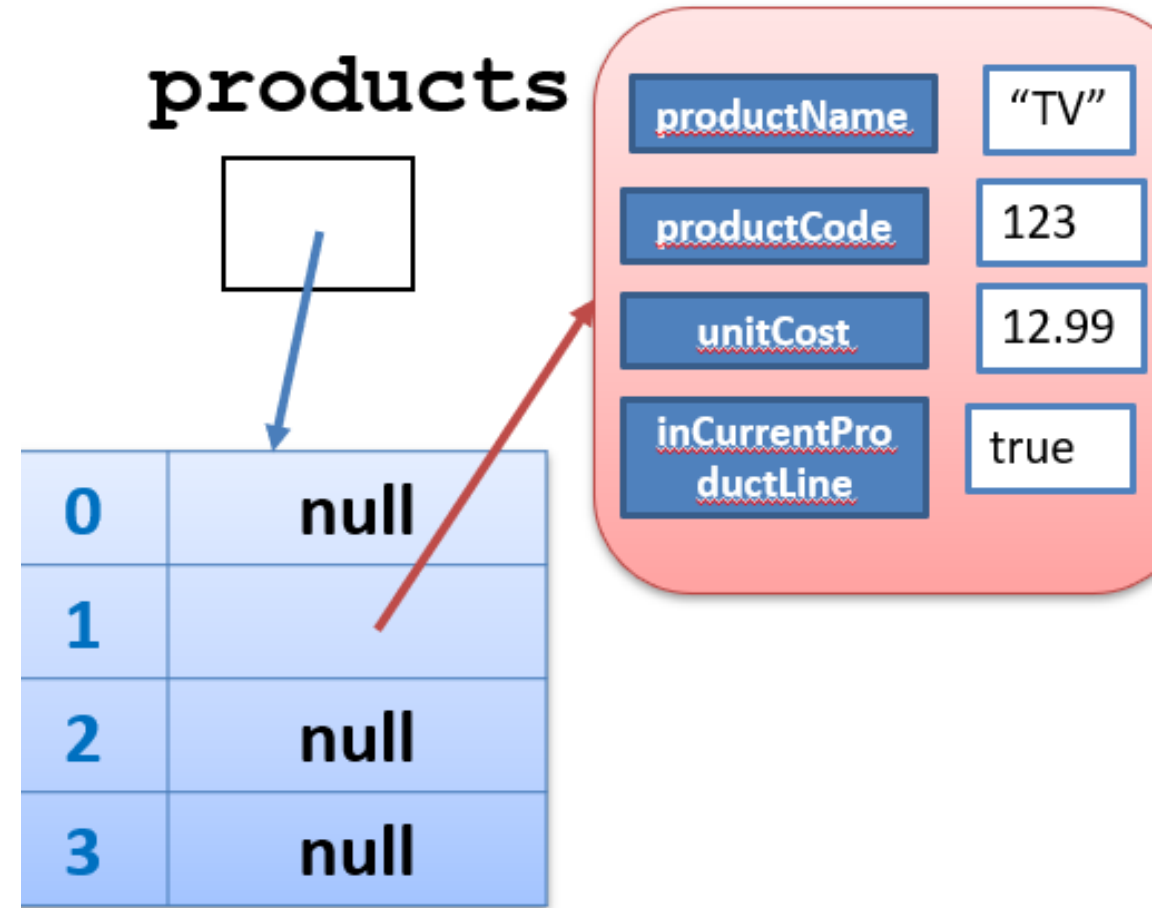 products
productName “TV”
productCode 123
unitCost 12.99
inCurrentPro
ductLine true
0 null
1
2 null
3 null